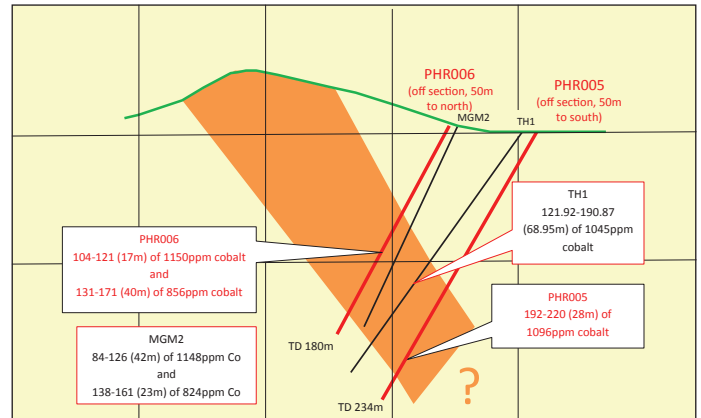 PHR006
(off section, 50m
to north)
MGM2
TH1
PHR005
(off section, 50m
to south)
TH1
121.92-190.87
(68.95m) of 1045ppm
cobalt
PHR006
104-121 (17m) of 1150ppm cobalt
and
131-171 (40m) of 856ppm cobalt
PHR005
192-220 (28m) of
1096ppm cobalt
MGM2
84-126 (42m) of 1148ppm Co
and
138-161 (23m) of 824ppm Co
TD 180m
?
TD 234m